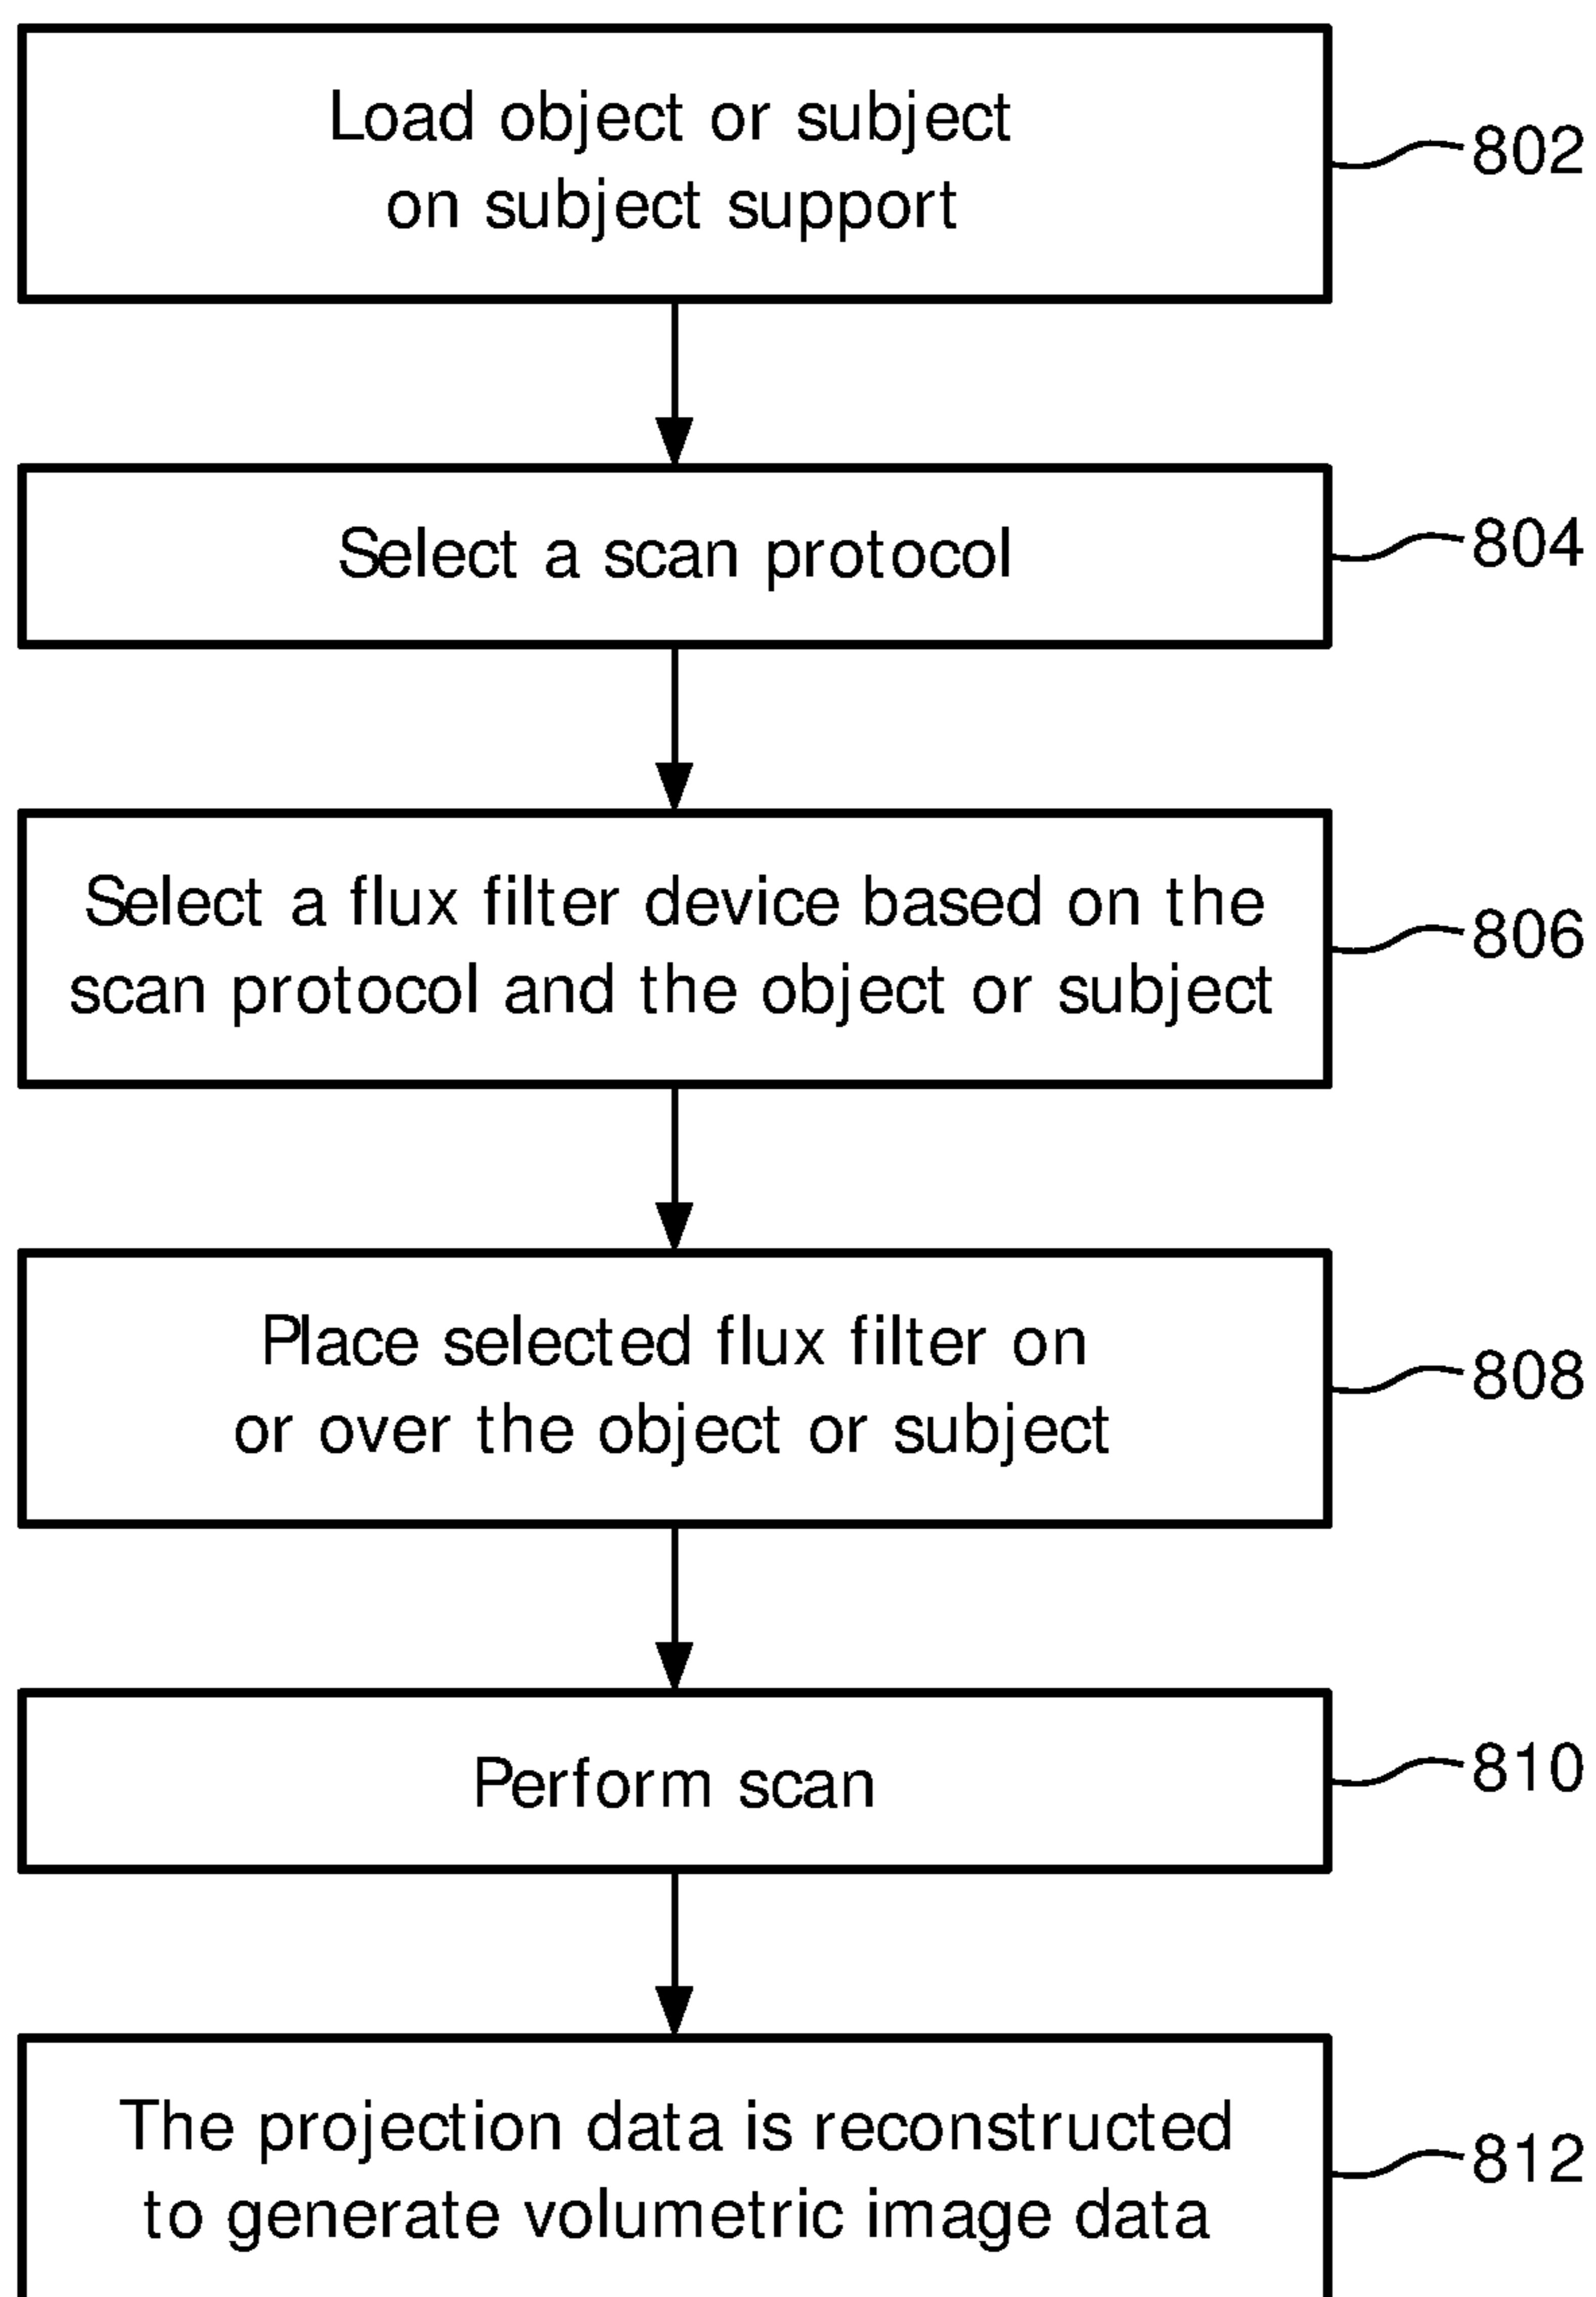 Load object or subject
on subject support
802
Select a scan protocol
804
Select a flux filter device based on the
scan protocol and the object or subject
806
Place selected flux filter on
or over the object or subject
808
Perform scan
810
The projection data is reconstructed
to generate volumetric image data
812